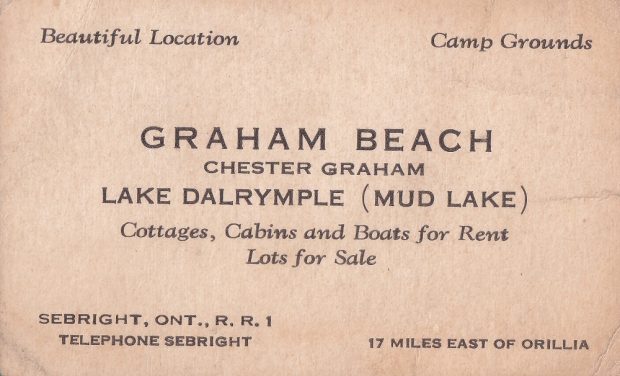 Beautiful Location
Camp Grounds
GRAHAM BEACH
CHESTER GRAHAM
LAKE DALRYMPLE (MUD LAKE)
Cottages, Cabins and Boats for Rent
Lots for Sale
SEBRIGHT, ONT., R. R. 1
TELEPHONE SEBRIGHT
17 MILES EAST OF ORILLIA